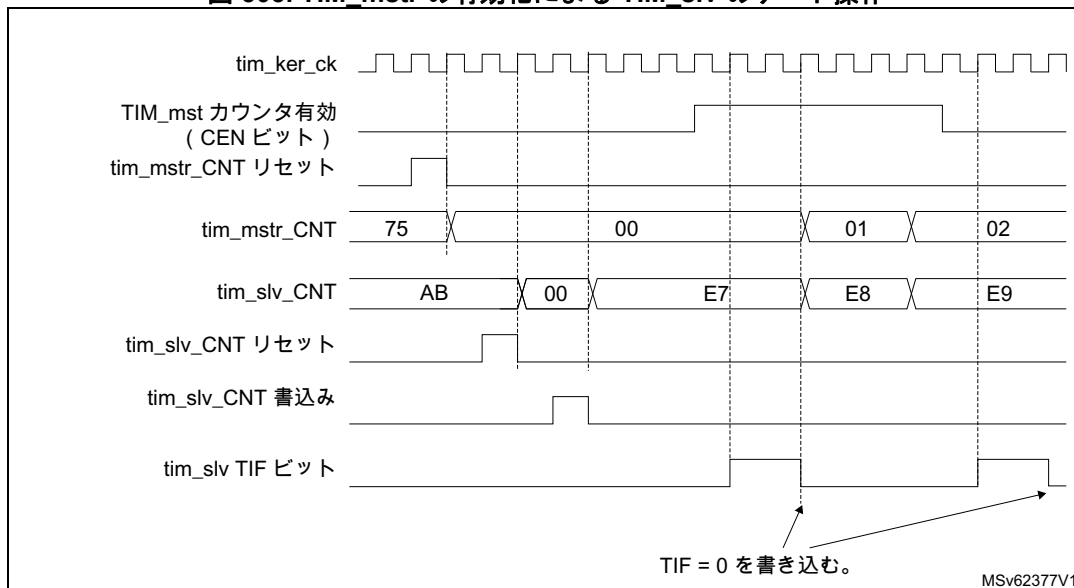 tim_ker_ck
TIM_mst カウンタ有効
( CEN ビット )
tim_mstr_CNT リセット
tim_mstr_CNT 75 00 01 02
tim_slv_CNT AB 00 E7 E8 E9
tim_slv_CNT リセット
tim_slv_CNT 書込み
tim_slv TIF ビット
TIF = 0 を書き込む。
MSv62377V1